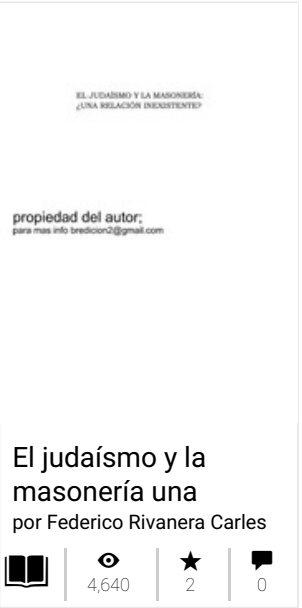 EL JUDAÍSMO Y LA MASONERÍA:
¿UNA RELACIÓN INEXISTENTE?
propiedad del autor;
para mas info bredicion2@gmail.com
El judaísmo y la
masonería una
por Federico Rivanera Carles
4,640
2
0